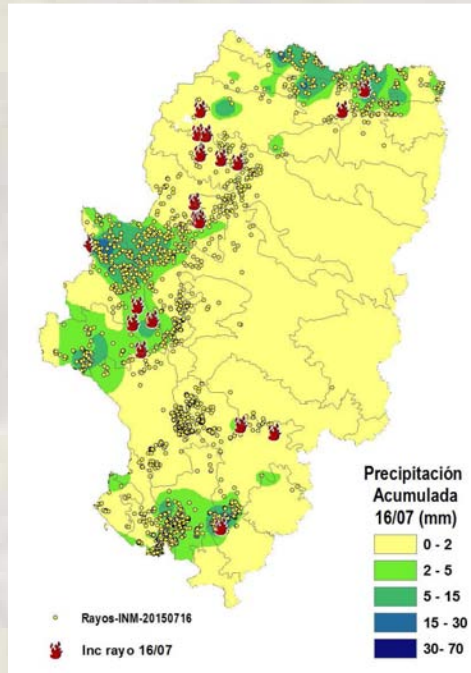 Precipitación
Acumulada
16/07 (mm)
0 - 2
2 - 5
5 - 15
15 - 30
30- 70
Rayos-INM-20150716
Inc rayo 16/07